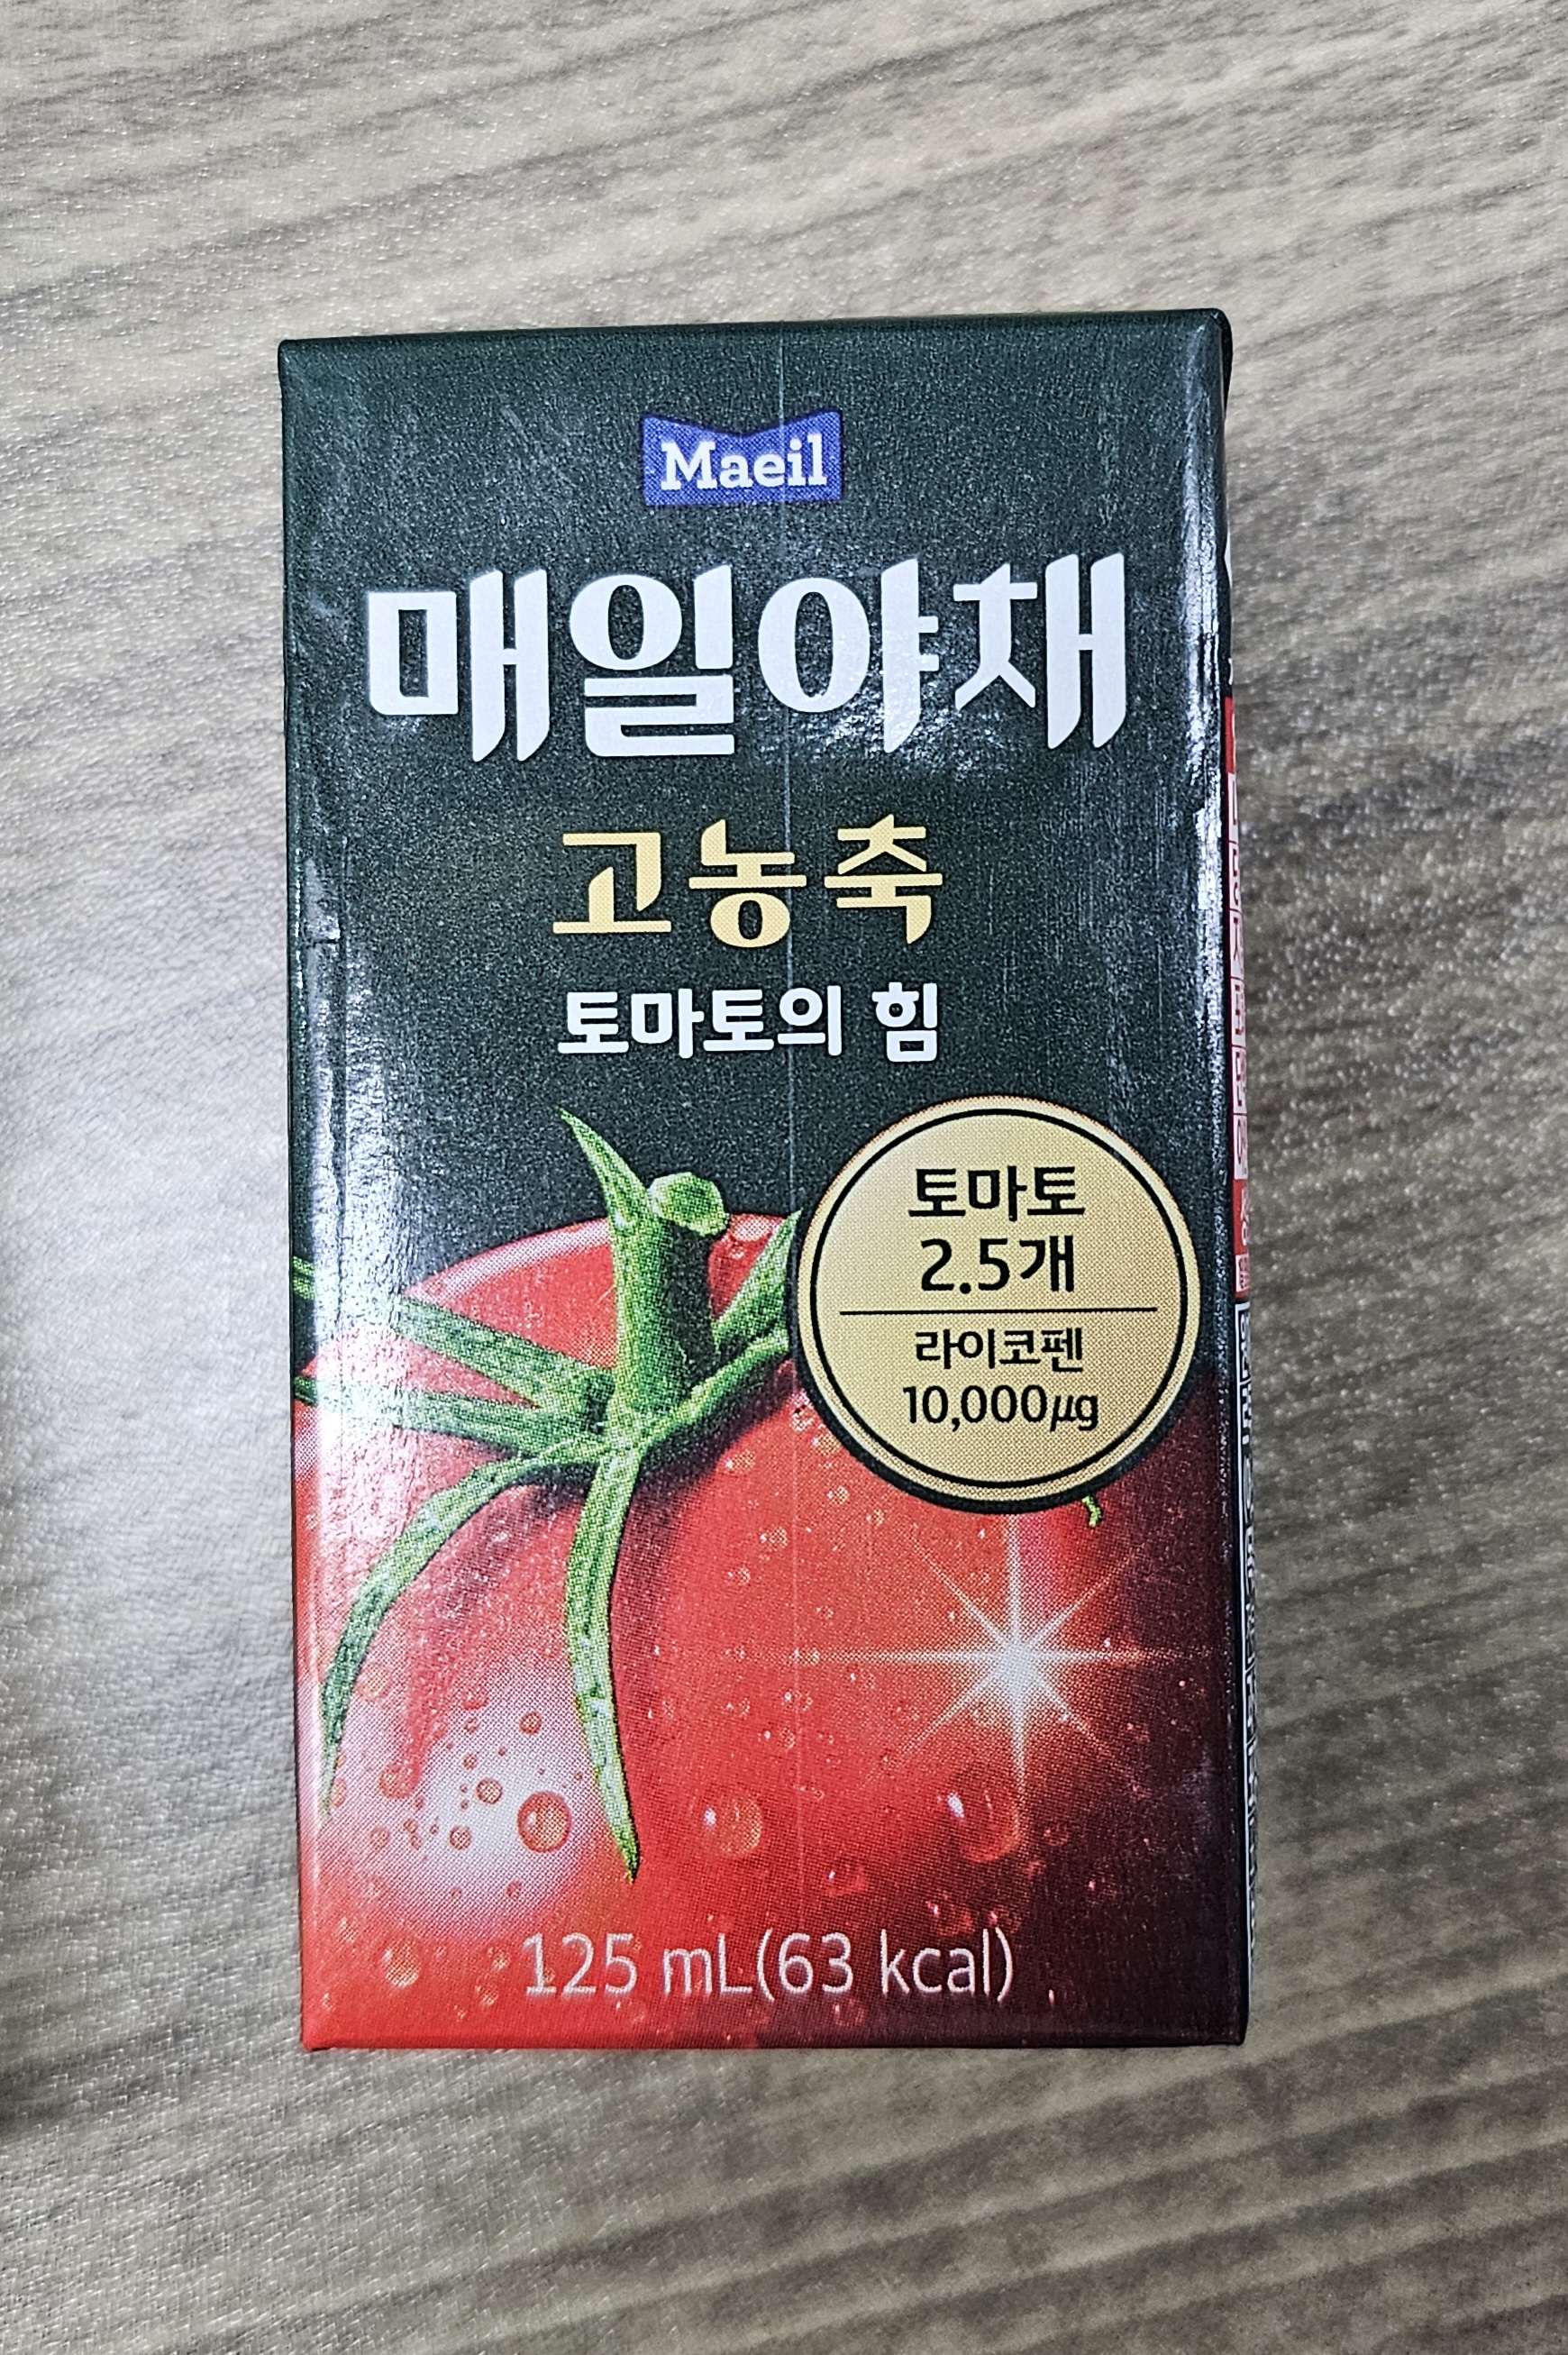 Maeil
매일야채
고농축
토마토의 힘
토마토
2.5개
라이코펜
10,000㎍
125 mL(63 kcal)